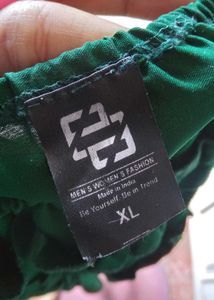 MEN'S WOMEN'S FASHION
Made in India
Be Yourself. Be in Trend
XL